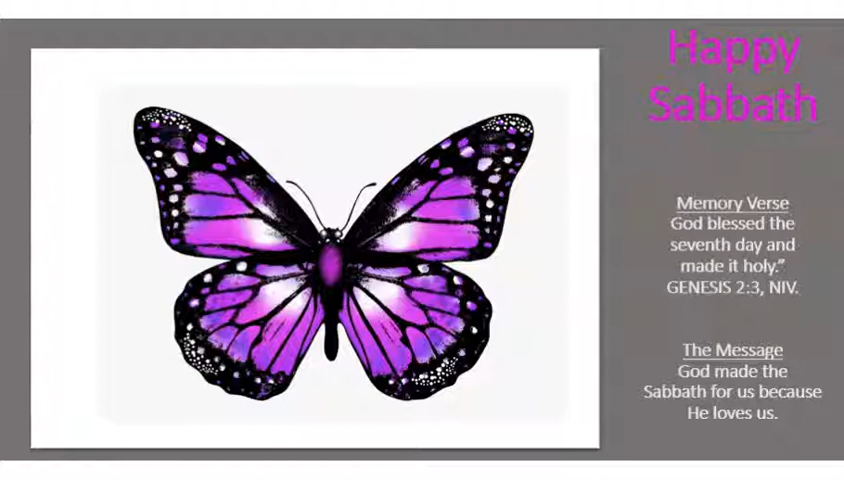 Happy
Sabbath
Memory Verse
God blessed the
seventh day and
made it holy.”
GENESIS 2:3, NIV.
The Message
God made the
Sabbath for us because
He loves us.